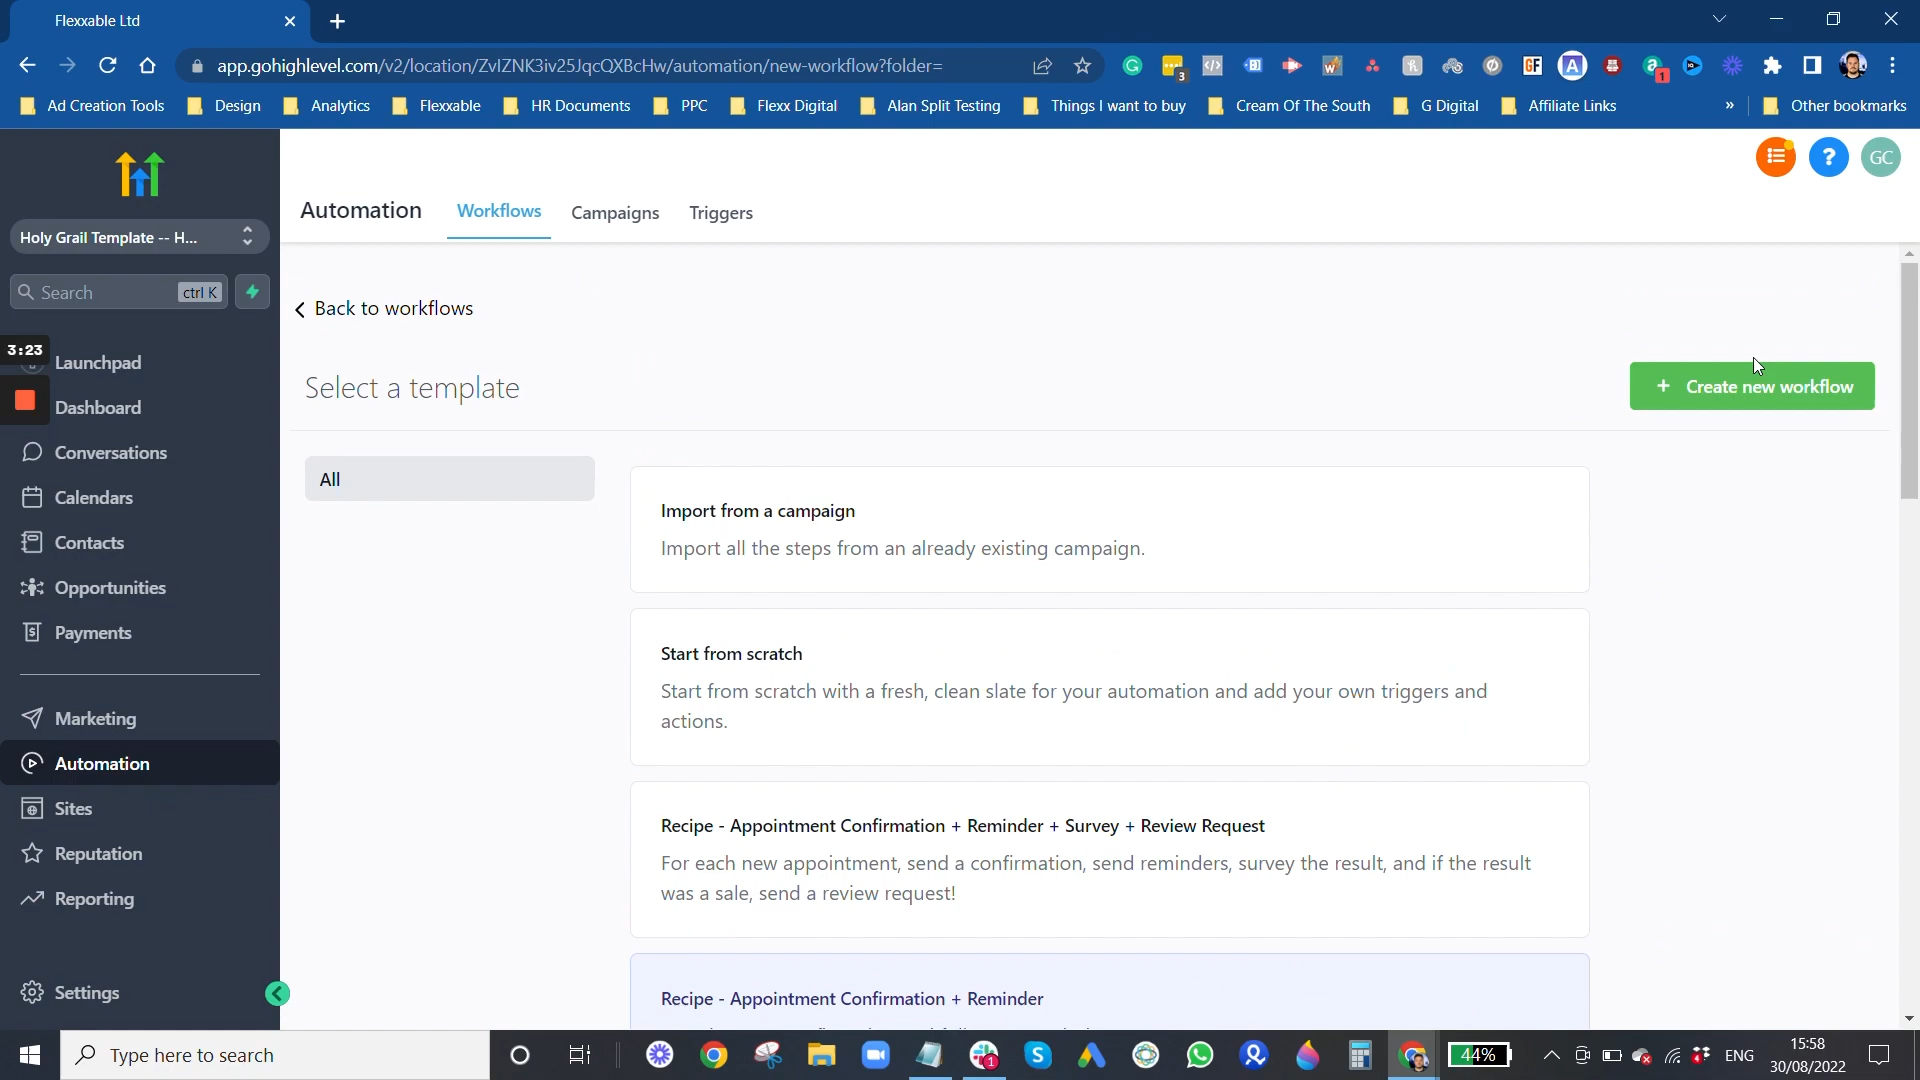 Flexxable Ltd
app.gohighlevel.com/v2/location/ZvIZNK3iv25JqcQXBcHw/automation/new-workflow?folder=
3
1
Ad Creation Tools
Design
Analytics
Flexxable
HR Documents
PPC
Flexx Digital
Alan Split Testing
Things I want to buy
Cream Of The South
G Digital
Affiliate Links
»
Other bookmarks
GC
Automation
Workflows
Campaigns
Triggers
Holy Grail Template -- H...
Search
ctrl K
3:23
Launchpad
Dashboard
Conversations
Calendars
Contacts
Opportunities
Payments
Marketing
Automation
Sites
Reputation
Reporting
Settings
Back to workflows
Select a template
+ Create new workflow
All
Import from a campaign
Import all the steps from an already existing campaign.
Start from scratch
Start from scratch with a fresh, clean slate for your automation and add your own triggers and
actions.
Recipe - Appointment Confirmation + Reminder + Survey + Review Request
For each new appointment, send a confirmation, send reminders, survey the result, and if the result
was a sale, send a review request!
Recipe - Appointment Confirmation + Reminder
Type here to search
1
44%
ENG
15:58
30/08/2022